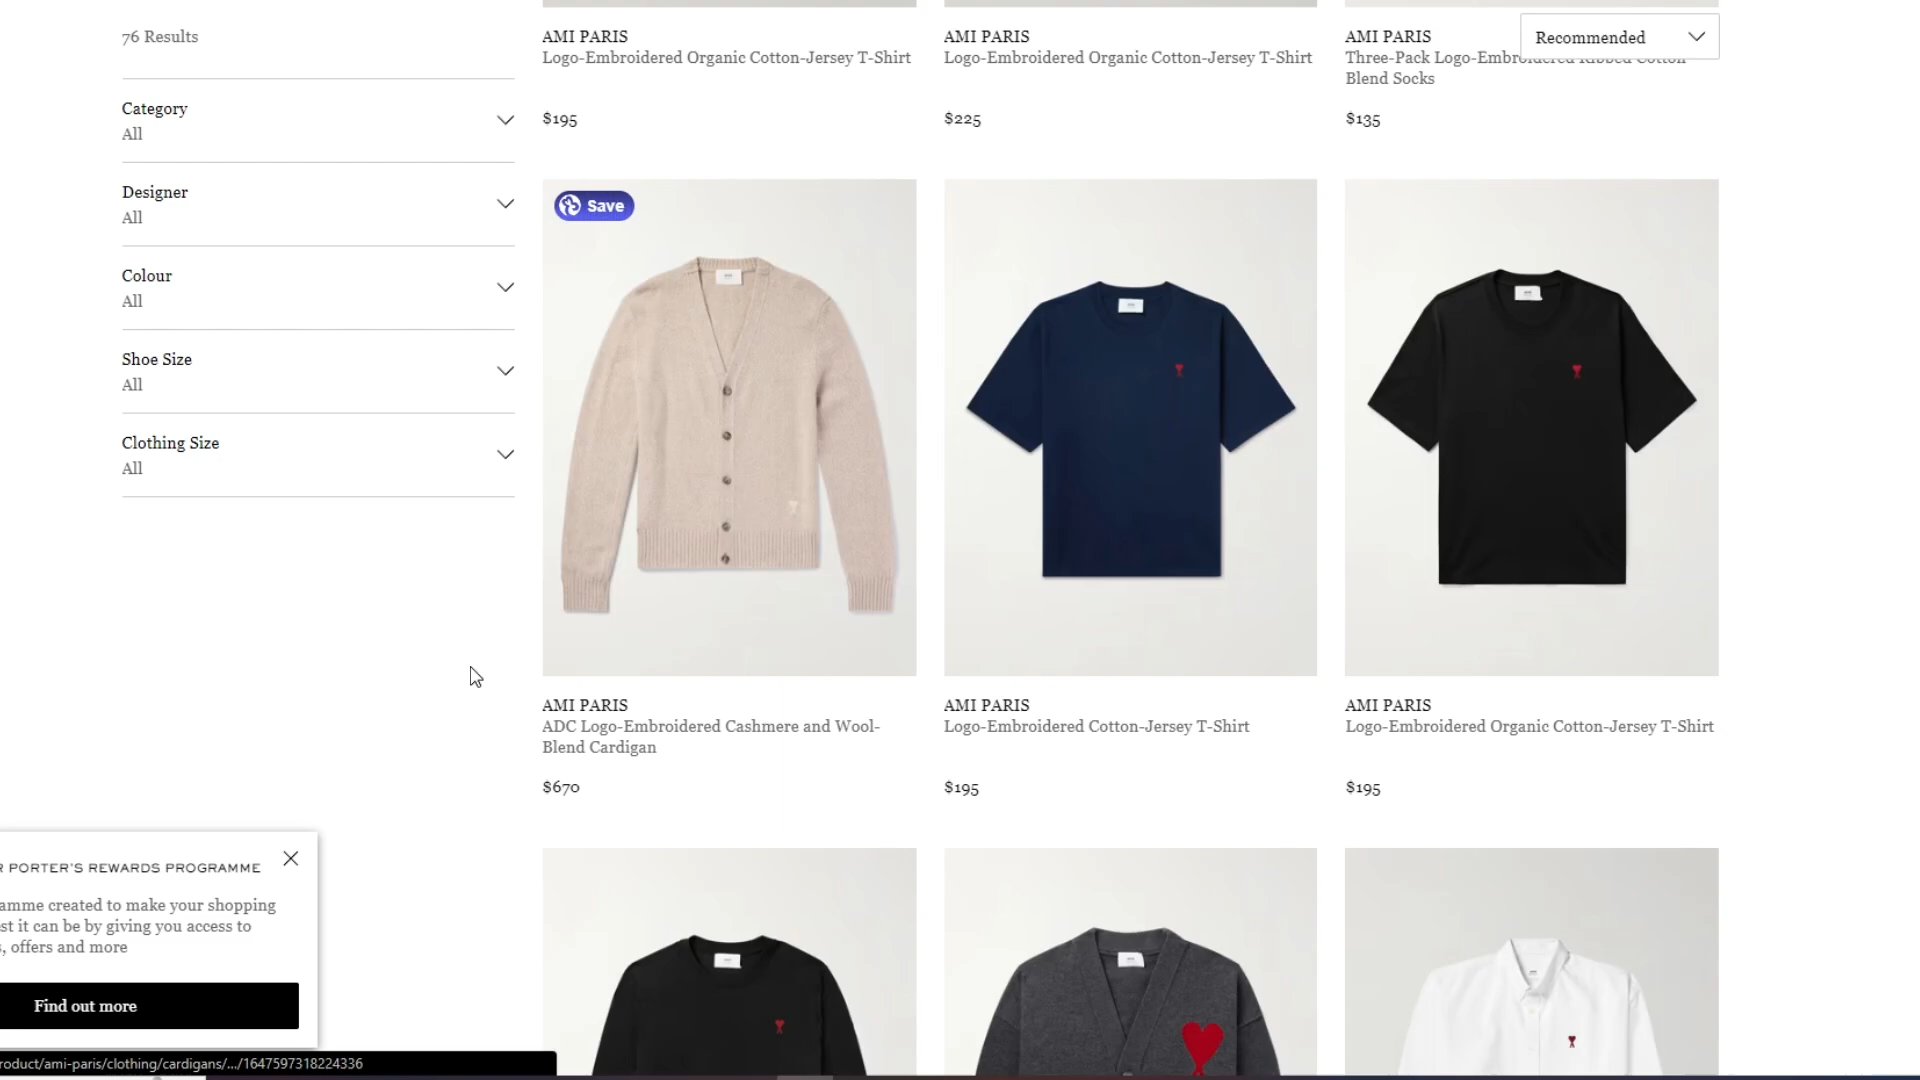 76 Results
Category
All
Designer
All
Colour
All
Shoe Size
All
Clothing Size
All
AMI PARIS
Logo-Embroidered Organic Cotton-Jersey T-Shirt
$195
AMI PARIS
Logo-Embroidered Organic Cotton-Jersey T-Shirt
$225
AMI PARIS
Three-Pack Logo-Embroidered Ribbed Cotton
Blend Socks
$135
Recommended
Save
AMI PARIS
ADC Logo-Embroidered Cashmere and Wool-
Blend Cardigan
$670
AMI PARIS
Logo-Embroidered Cotton-Jersey T-Shirt
$195
AMI PARIS
Logo-Embroidered Organic Cotton-Jersey T-Shirt
$195
R PORTER'S REWARDS PROGRAMME
amme created to make your shopping
st it can be by giving you access to
, offers and more
Find out more
roduct/ami-paris/clothing/cardigans/.../1647597318224336